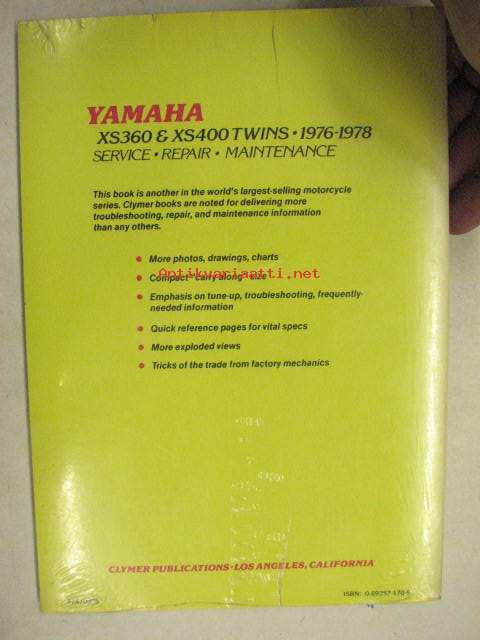 YAMAHA
XS360 & XS400 TWINS • 1976-1978
SERVICE • REPAIR • MAINTENANCE
This book is another in the world's largest-selling motorcycle
series. Clymer books are noted for delivering more
troubleshooting, repair, and maintenance information
than any others.
• More photos, drawings, charts
• Compact "carry-along" size
Antikvariaatti.net
• Emphasis on tune-up, troubleshooting, frequently-
needed information
• Quick reference pages for vital specs
• More exploded views
• Tricks of the trade from factory mechanics
CLYMER PUBLICATIONS • LOS ANGELES, CALIFORNIA
ISBN: